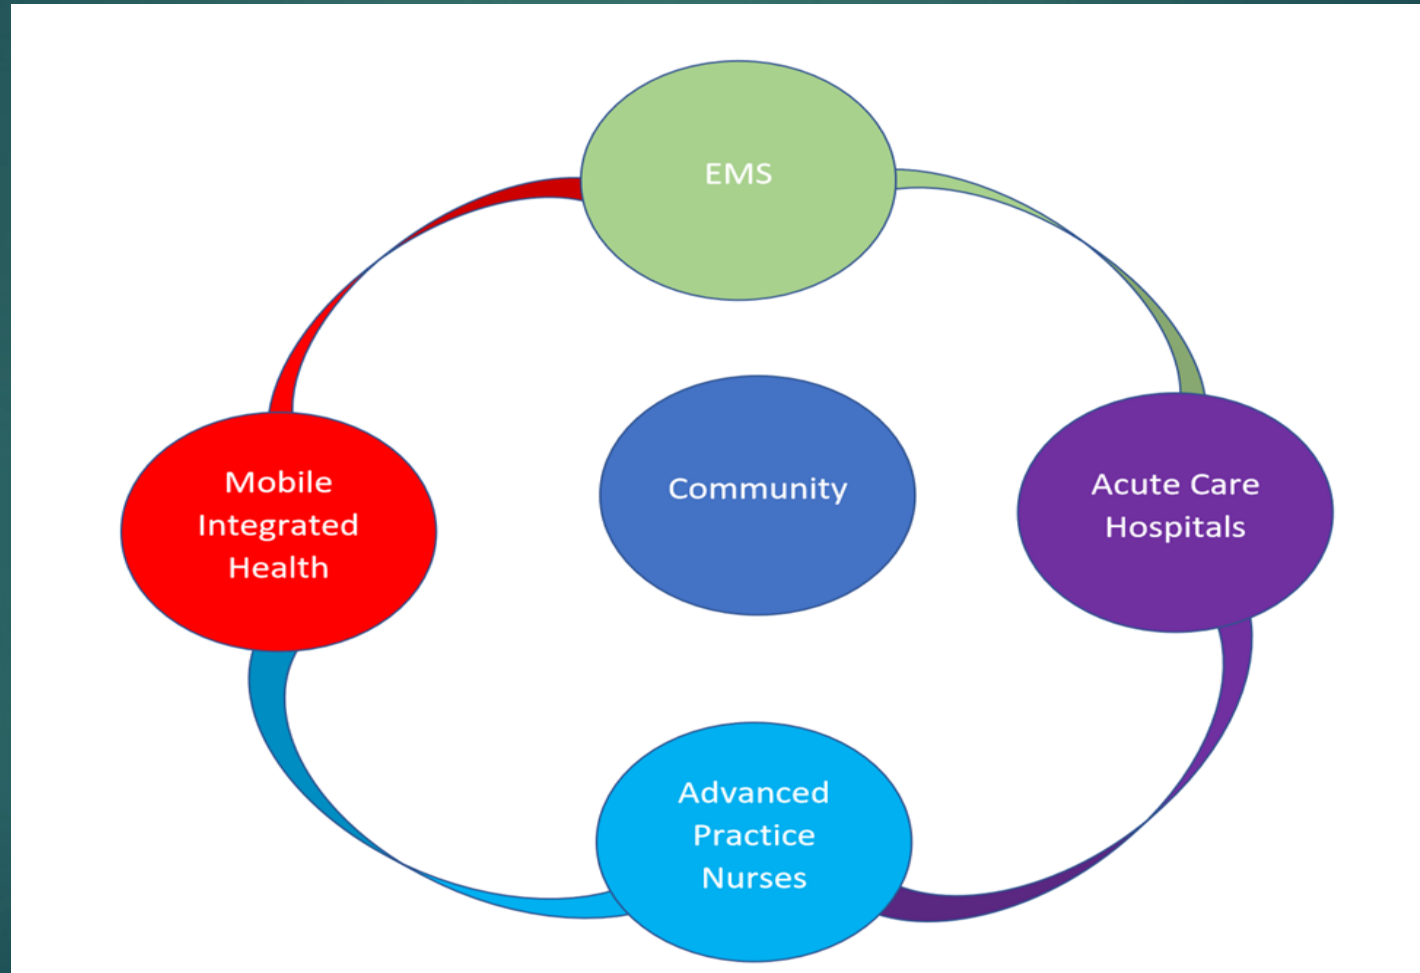 EMS
Mobile
Integrated
Health
Community
Acute Care
Hospitals
Advanced
Practice
Nurses